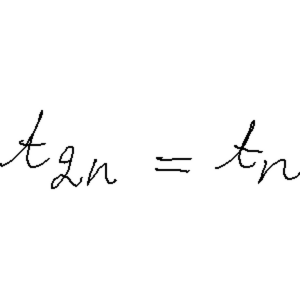 t_{2n} = t_n